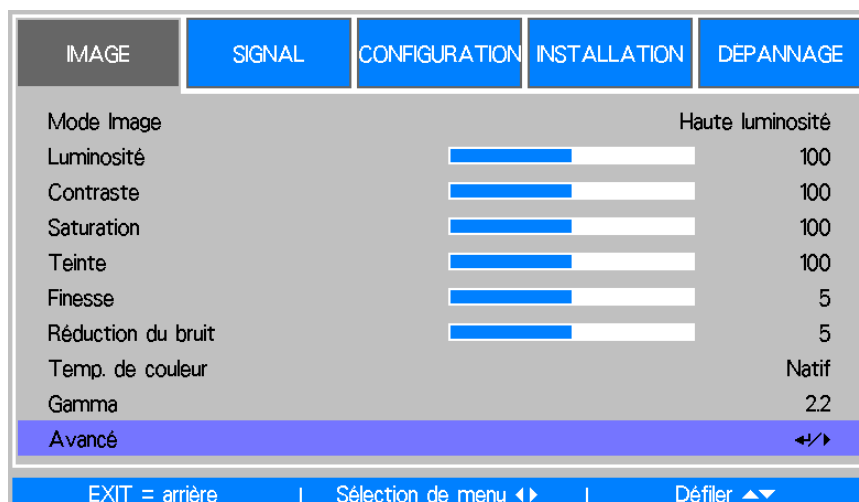 IMAGE SIGNAL CONFIGURATION INSTALLATION DÉPANNAGE
Mode Image Haute luminosité
Luminosité 100
Contraste 100
Saturation 100
Teinte 100
Finesse 5
Réduction du bruit 5
Temp. de couleur Natif
Gamma 2.2
Avancé ↵/▶
EXIT = arrière | Sélection de menu ◀▶ | Défiler ▲▼